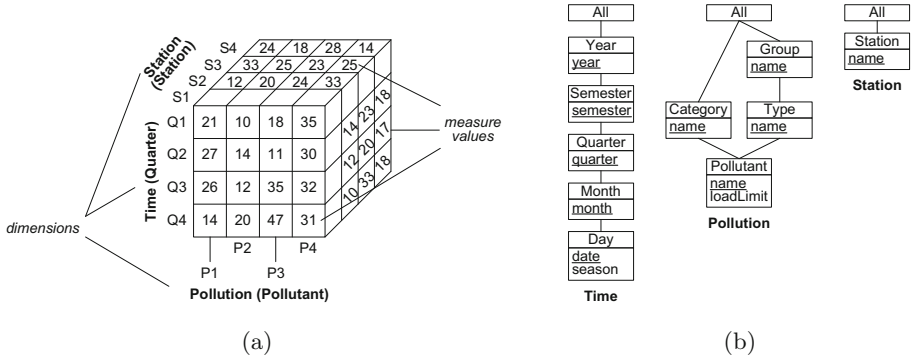 Station
(Station)
S4 24 18 28 14
S3 33 25 23 25
S2 12 20 24 33
S1
Time (Quarter)
Q1 21 10 18 35
Q2 27 14 11 30
Q3 26 12 35 32
Q4 14 20 47 31
14 23 18
12 20 17
10 33 18
measure
values
dimensions
P1 P2 P3 P4
Pollution (Pollutant)
(a)
All
Year
year
Semester
semester
Quarter
quarter
Month
month
Day
date
season
Time
All
Group
name
Category
name
Type
name
Pollutant
name
loadLimit
Pollution
All
Station
name
Station
(b)